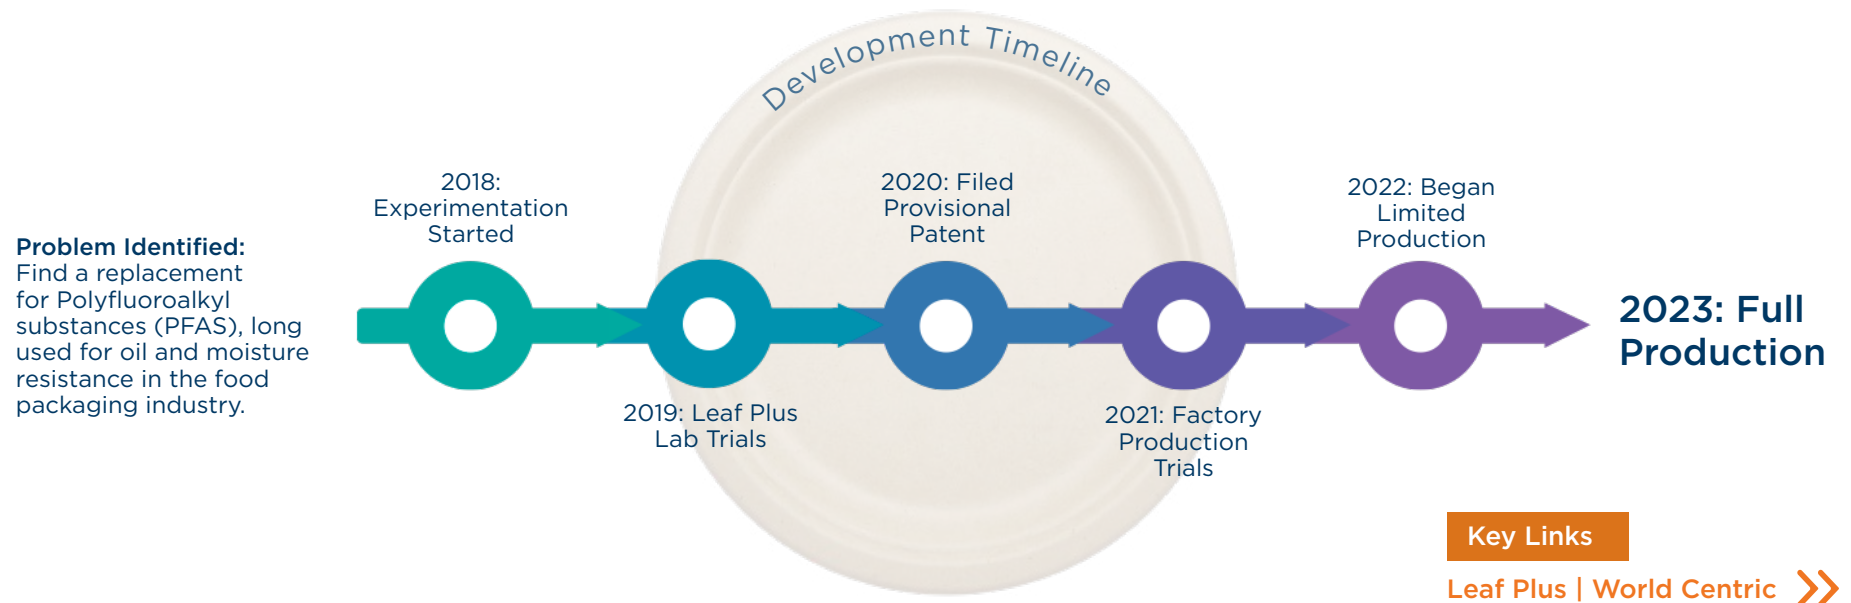 Development Timeline
Problem Identified:
Find a replacement
for Polyfluoroalkyl
substances (PFAS), long
used for oil and moisture
resistance in the food
packaging industry.
2018:
Experimentation
Started
2019: Leaf Plus
Lab Trials
2020: Filed
Provisional
Patent
2021: Factory
Production
Trials
2022: Began
Limited
Production
2023: Full
Production
Key Links
Leaf Plus | World Centric